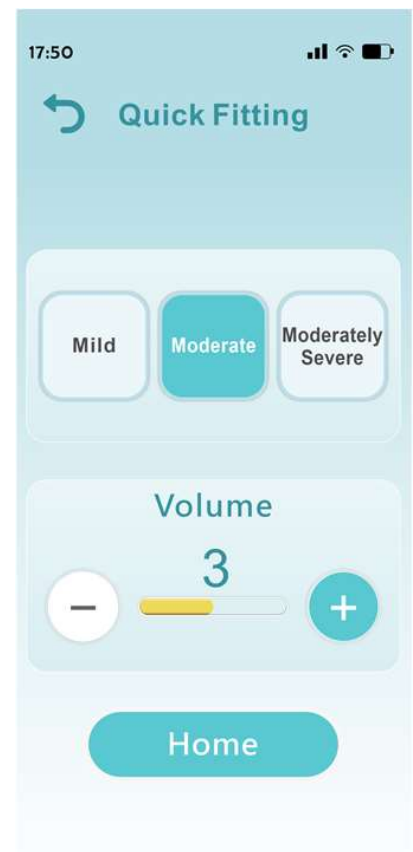 17:50
Quick Fitting
Mild
Moderate
Moderately
Severe
Volume
3
−
+
Home